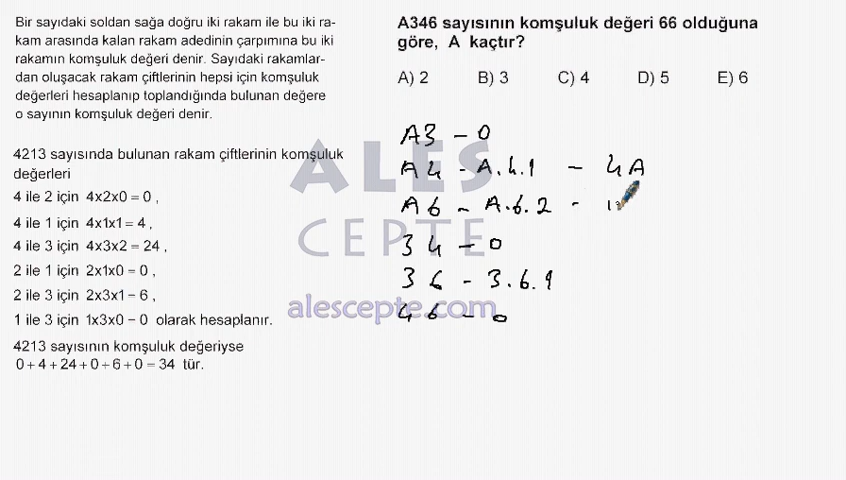 Bir sayıdaki soldan sağa doğru iki rakam ile bu iki ra-
kam arasında kalan rakam adedinin çarpımına bu iki
rakamın komşuluk değeri denir. Sayıdaki rakamlar-
dan oluşacak rakam çiftlerinin hepsi için komşuluk
değerleri hesaplanıp toplandığında bulunan değere
o sayının komşuluk değeri denir.
4213 sayısında bulunan rakam çiftlerinin komşuluk
değerleri
4 ile 2 için 4x2x0 = 0 ,
4 ile 1 için 4x1x1 = 4 ,
4 ile 3 için 4x3x2 = 24 ,
2 ile 1 için 2x1x0 = 0 ,
2 ile 3 için 2x3x1 - 6 ,
1 ile 3 için 1x3x0 - 0 olarak hesaplanır.
4213 sayısının komşuluk değeriyse
0 + 4 + 24 + 0 + 6 + 0 = 34 tür.
A346 sayısının komşuluk değeri 66 olduğuna
göre, A kaçtır?
A) 2 B) 3 C) 4 D) 5 E) 6
A3 - 0
A4 - A.4.1 - 4A
A6 - A.6.2 - 1
34 - 0
36 - 3.6.1
46 - 0
ALES
CEPTE
alescepte.com